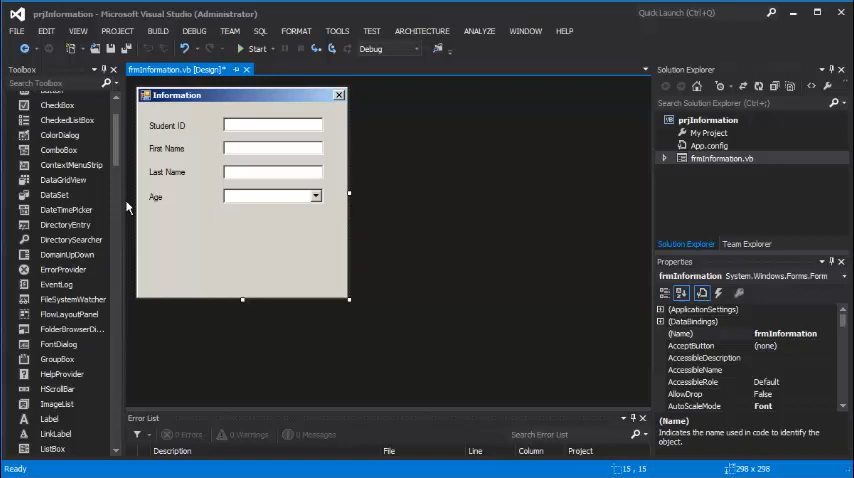 prjInformation - Microsoft Visual Studio (Administrator)
Quick Launch (Ctrl+Q)
FILE EDIT VIEW PROJECT BUILD DEBUG TEAM SQL FORMAT TOOLS TEST ARCHITECTURE ANALYZE WINDOW HELP
Start Debug
Toolbox
Search Toolbox
Button
CheckBox
CheckedListBox
ColorDialog
ComboBox
ContextMenuStrip
DataGridView
DataSet
DateTimePicker
DirectoryEntry
DirectorySearcher
DomainUpDown
ErrorProvider
EventLog
FileSystemWatcher
FlowLayoutPanel
FolderBrowserDi...
FontDialog
GroupBox
HelpProvider
HScrollBar
ImageList
Label
LinkLabel
ListBox
frmInformation.vb [Design]*
Information
Student ID
First Name
Last Name
Age
Error List
0 Errors 0 Warnings 0 Messages Search Error List
Description File Line Column Project
Solution Explorer
Search Solution Explorer (Ctrl+;)
prjInformation
My Project
App.config
frmInformation.vb
Solution Explorer Team Explorer
Properties
frmInformation System.Windows.Forms.Form
(ApplicationSettings)
(DataBindings)
(Name) frmInformation
AcceptButton (none)
AccessibleDescription
AccessibleName
AccessibleRole Default
AllowDrop False
AutoScaleMode Font
(Name)
Indicates the name used in code to identify the
object.
Ready 15 , 15 298 x 298